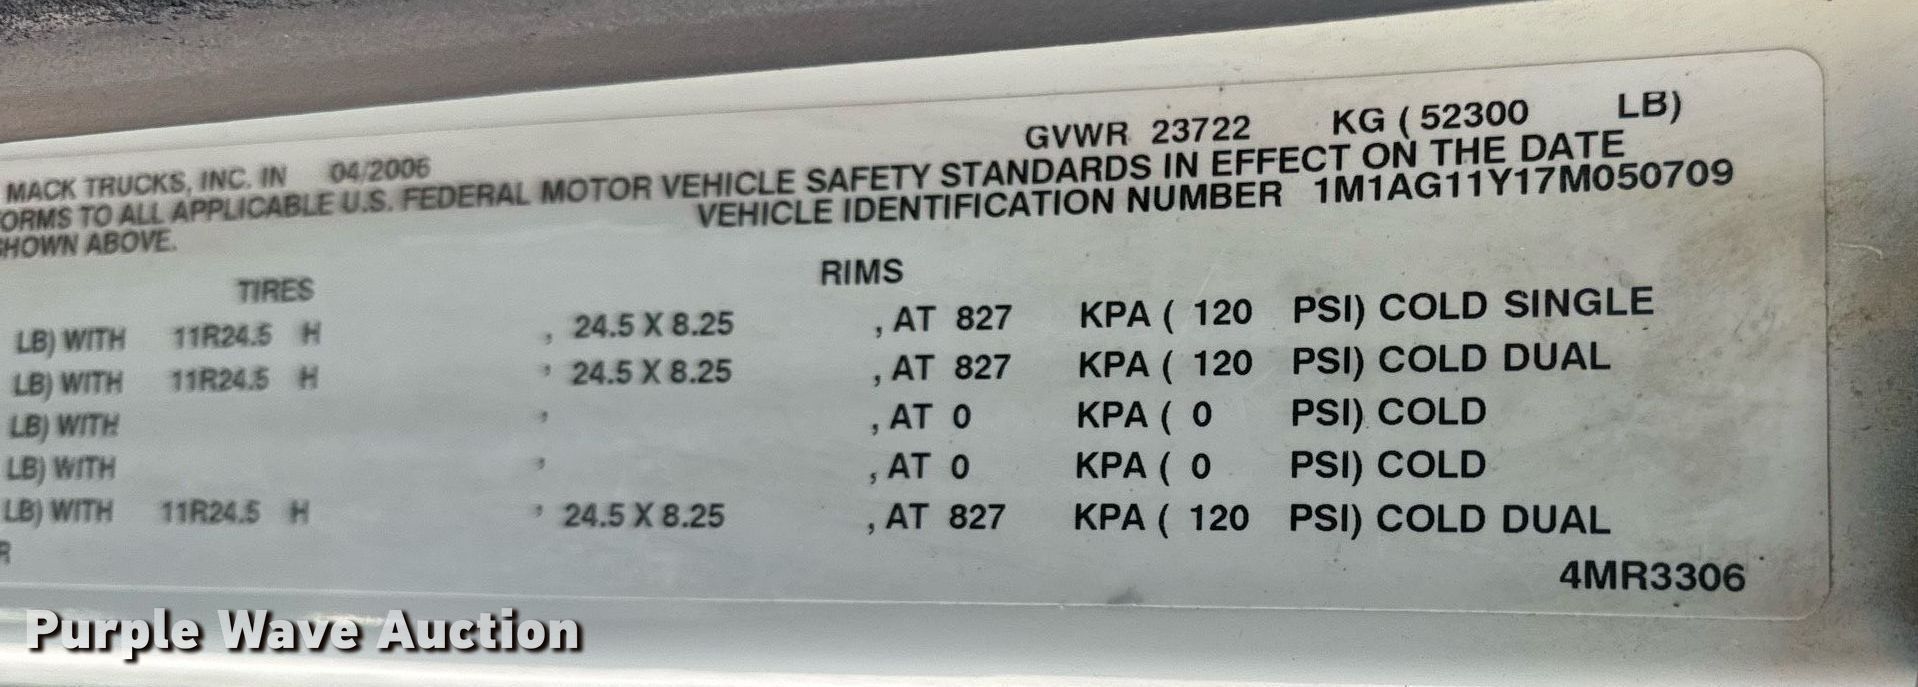 GVWR 23722 KG ( 52300 LB)
MACK TRUCKS, INC. IN 04/2006
ORMS TO ALL APPLICABLE U.S. FEDERAL MOTOR VEHICLE SAFETY STANDARDS IN EFFECT ON THE DATE
SHOWN ABOVE. VEHICLE IDENTIFICATION NUMBER 1M1AG11Y17M050709
TIRES RIMS
LB) WITH 11R24.5 H , 24.5 X 8.25 , AT 827 KPA ( 120 PSI) COLD SINGLE
LB) WITH 11R24.5 H , 24.5 X 8.25 , AT 827 KPA ( 120 PSI) COLD DUAL
LB) WITH , , AT 0 KPA ( 0 PSI) COLD
LB) WITH , , AT 0 KPA ( 0 PSI) COLD
LB) WITH 11R24.5 H , 24.5 X 8.25 , AT 827 KPA ( 120 PSI) COLD DUAL
R
4MR3306
Purple Wave Auction